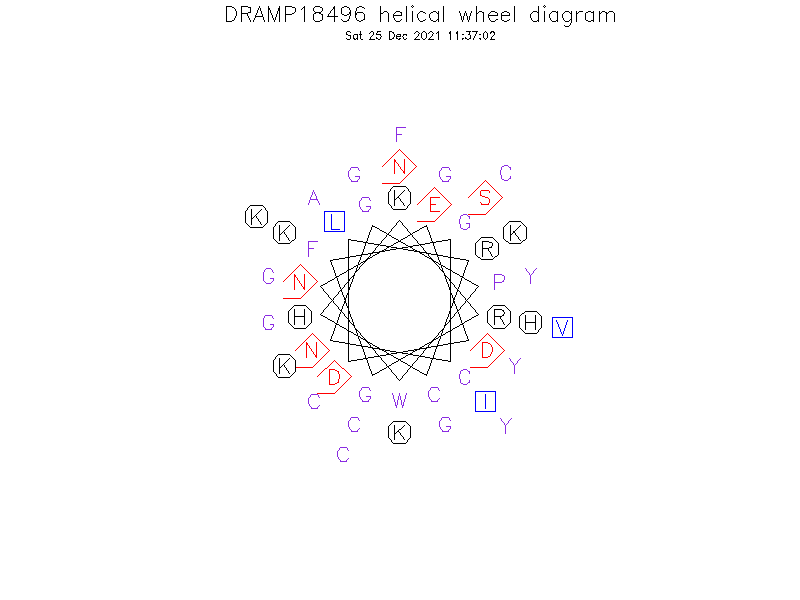 DRAMP18496 helical wheel diagram
Sat 25 Dec 2021 11:37:02
F
G N G C
A G K E S
K L G
K K
F R
G N P Y
G H R H V
N D
K D C Y
C G W C I
C K G Y
C